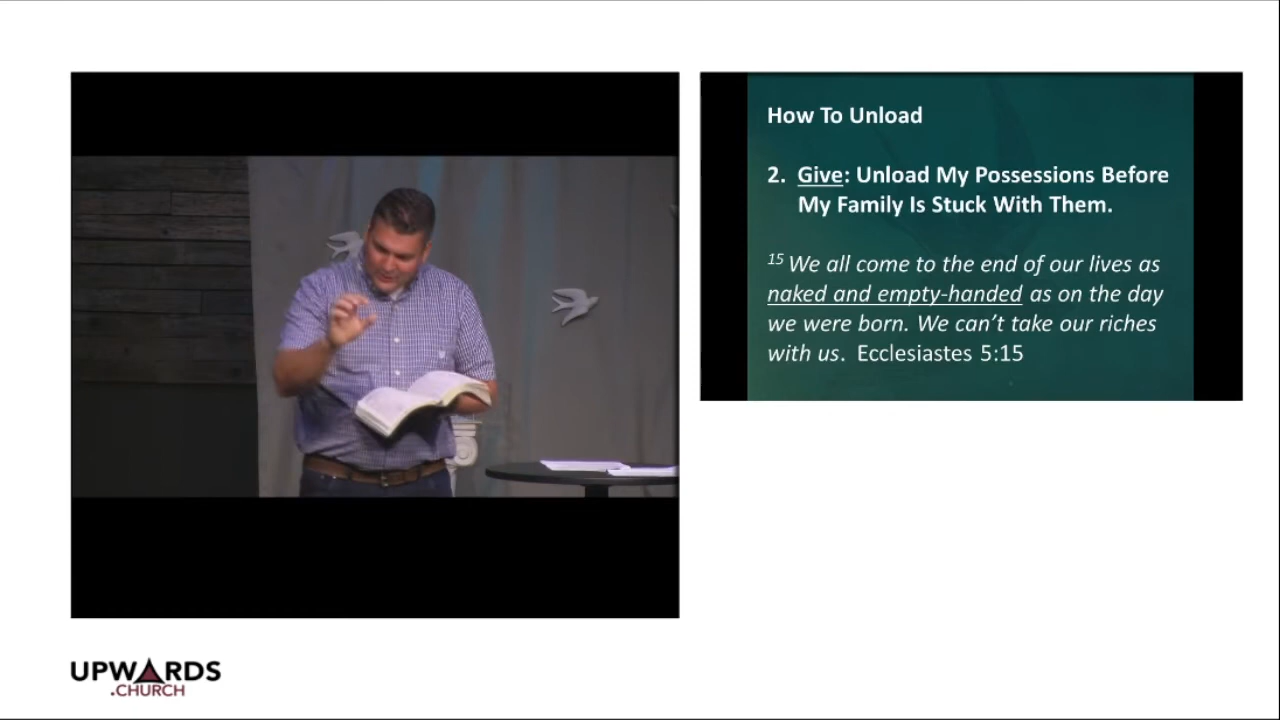 How To Unload
2. Give: Unload My Possessions Before
My Family Is Stuck With Them.
15 We all come to the end of our lives as
naked and empty-handed as on the day
we were born. We can’t take our riches
with us. Ecclesiastes 5:15
UPWARDS
.CHURCH